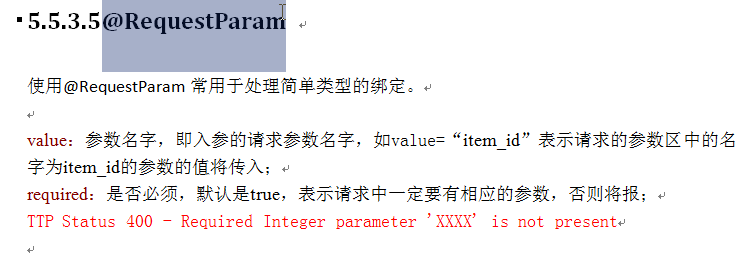 5.5.3.5@RequestParam
使用@RequestParam 常用于处理简单类型的绑定。
value：参数名字，即入参的请求参数名字，如value=“item_id”表示请求的参数区中的名
字为item_id的参数的值将传入；
required：是否必须，默认是true，表示请求中一定要有相应的参数，否则将报；
TTP Status 400 - Required Integer parameter 'XXXX' is not present